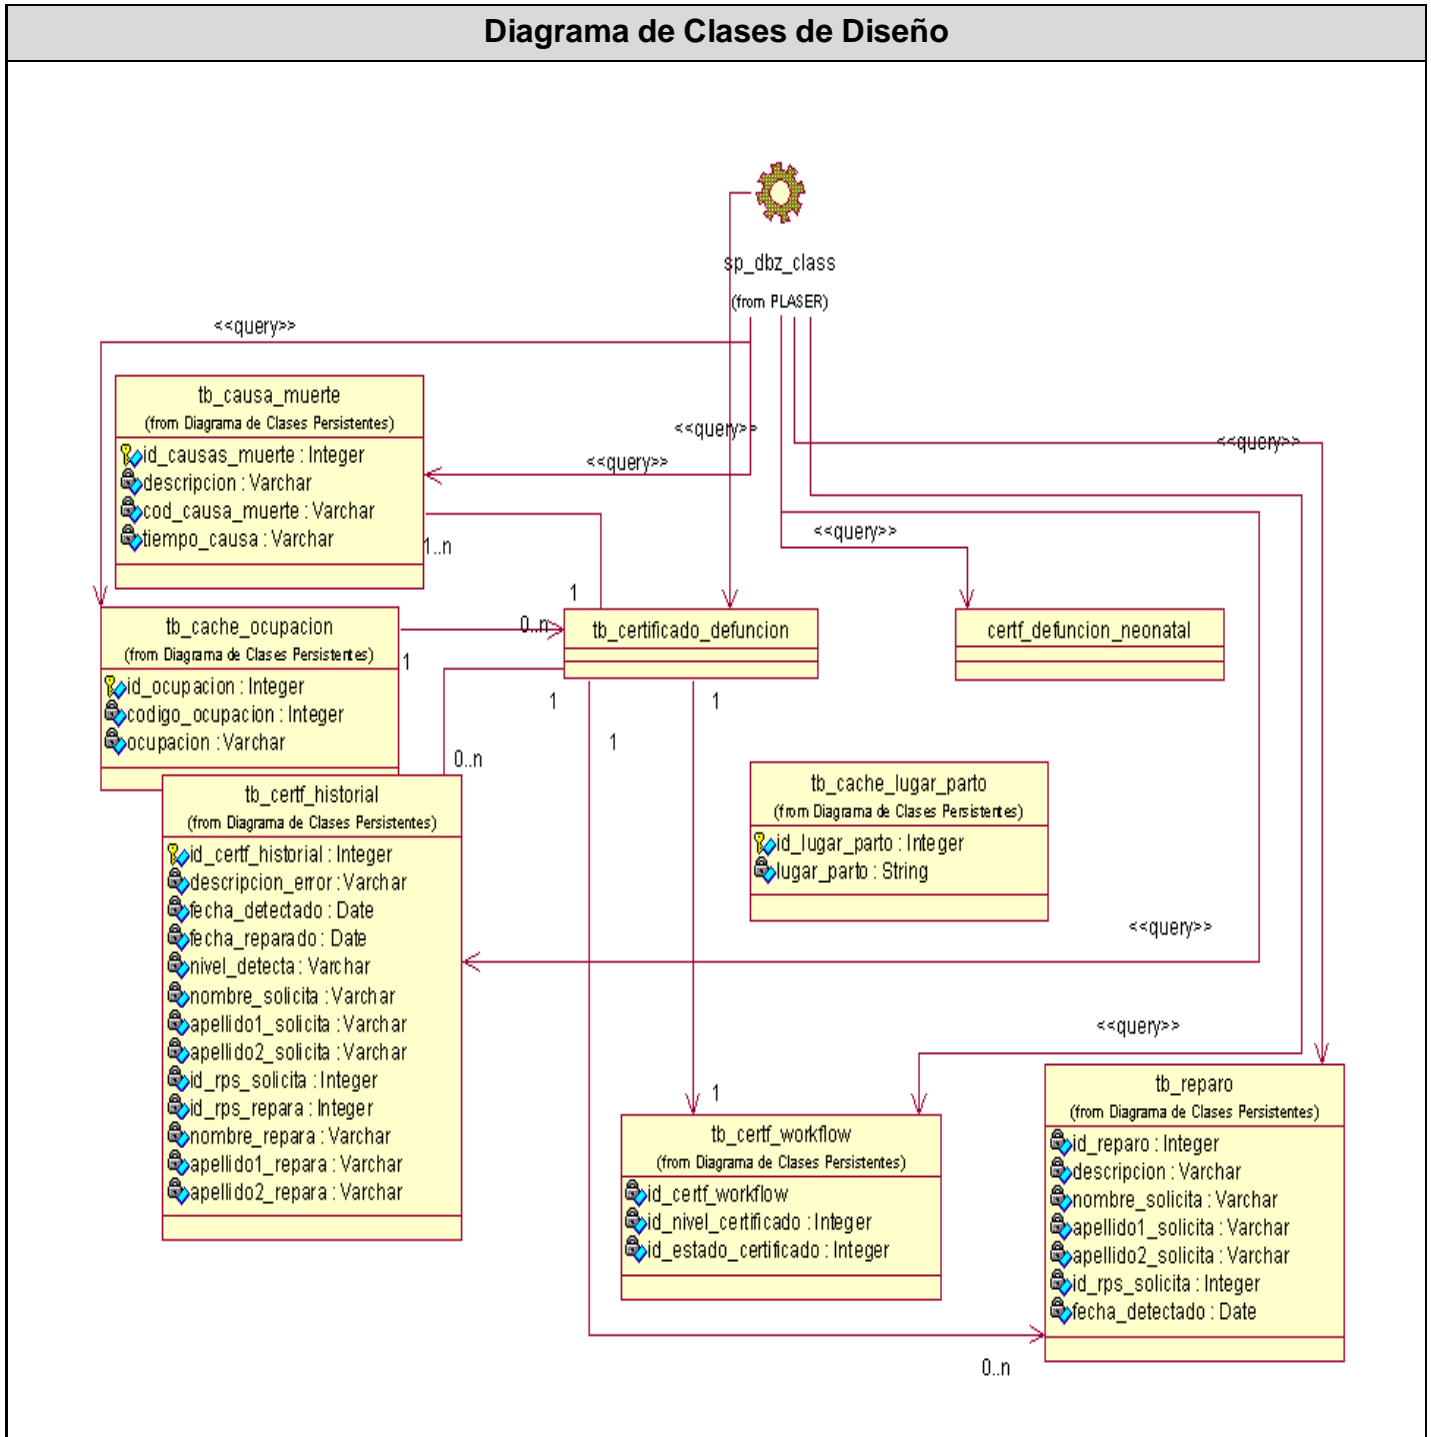 Diagrama de Clases de Diseño
sp_dbz_class
(from PLASER)
<<query>>
tb_causa_muerte
(from Diagrama de Clases Persistentes)
id_causas_muerte : Integer
descripcion : Varchar
cod_causa_muerte : Varchar
tiempo_causa : Varchar
<<query>>
<<query>>
<<query>>
<<query>>
1..n
1
0..n
tb_cache_ocupacion
(from Diagrama de Clases Persistentes)
id_ocupacion : Integer
codigo_ocupacion : Integer
ocupacion : Varchar
1
tb_certificado_defuncion
certf_defuncion_neonatal
1
1
1
0..n
tb_certf_historial
(from Diagrama de Clases Persistentes)
id_certf_historial : Integer
descripcion_error : Varchar
fecha_detectado : Date
fecha_reparado : Date
nivel_detecta : Varchar
nombre_solicita : Varchar
apellido1_solicita : Varchar
apellido2_solicita : Varchar
id_rps_solicita : Integer
id_rps_repara : Integer
nombre_repara : Varchar
apellido1_repara : Varchar
apellido2_repara : Varchar
tb_cache_lugar_parto
(from Diagrama de Clases Persistentes)
id_lugar_parto : Integer
lugar_parto : String
<<query>>
<<query>>
1
tb_certf_workflow
(from Diagrama de Clases Persistentes)
id_certf_workflow
id_nivel_certificado : Integer
id_estado_certificado : Integer
tb_reparo
(from Diagrama de Clases Persistentes)
id_reparo : Integer
descripcion : Varchar
nombre_solicita : Varchar
apellido1_solicita : Varchar
apellido2_solicita : Varchar
id_rps_solicita : Integer
fecha_detectado : Date
0..n